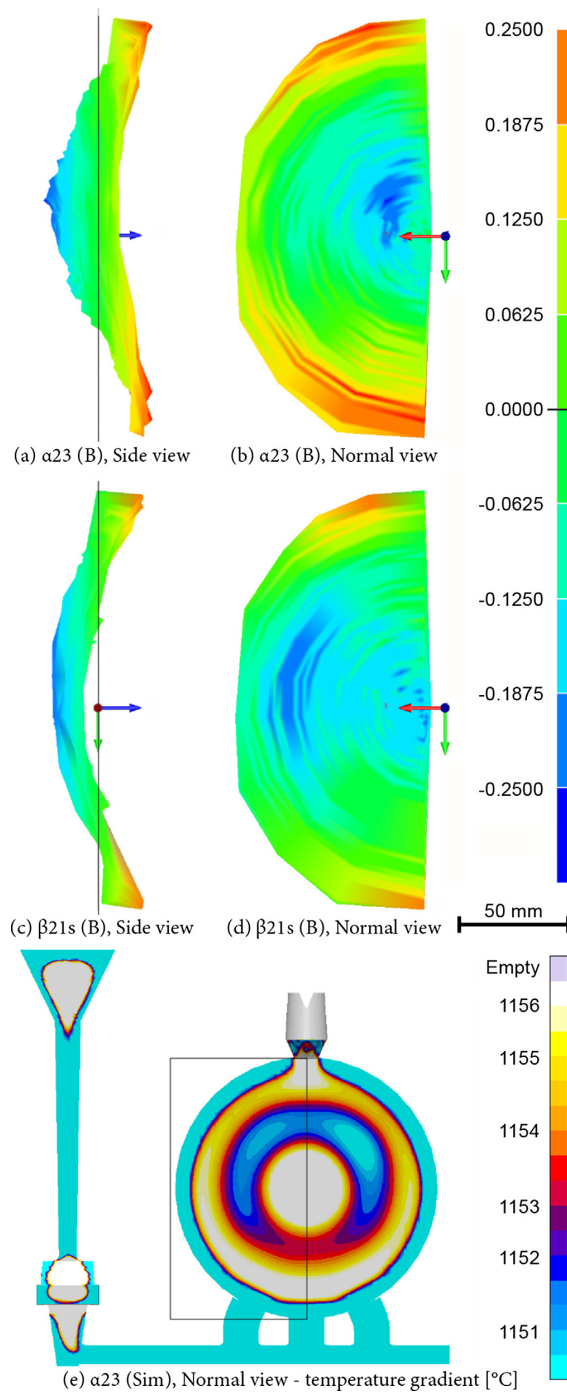 0.2500
0.1875
0.1250
0.0625
0.0000
(a) α23 (B), Side view
(b) α23 (B), Normal view
-0.0625
-0.1250
-0.1875
-0.2500
(c) β21s (B), Side view
(d) β21s (B), Normal view
50 mm
Empty
1156
1155
1154
1153
1152
1151
(e) α23 (Sim), Normal view - temperature gradient [°C]